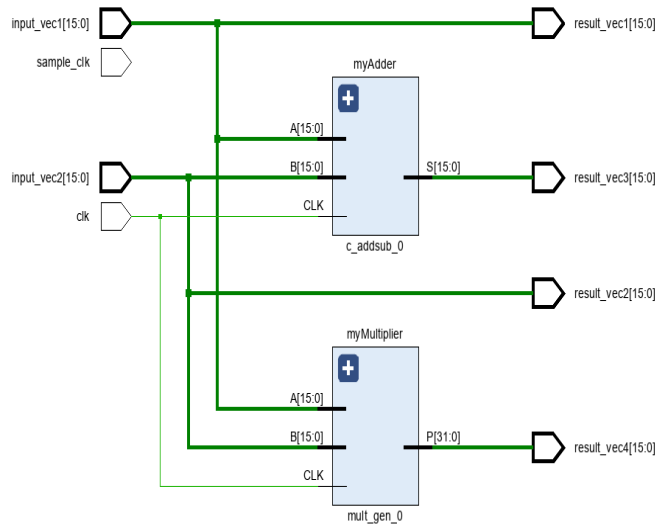 input_vec1[15:0]
result_vec1[15:0]
sample_clk
myAdder
A[15:0]
input_vec2[15:0]
B[15:0]
S[15:0]
result_vec3[15:0]
clk
CLK
c_addsub_0
result_vec2[15:0]
myMultiplier
A[15:0]
B[15:0]
P[31:0]
result_vec4[15:0]
CLK
mult_gen_0